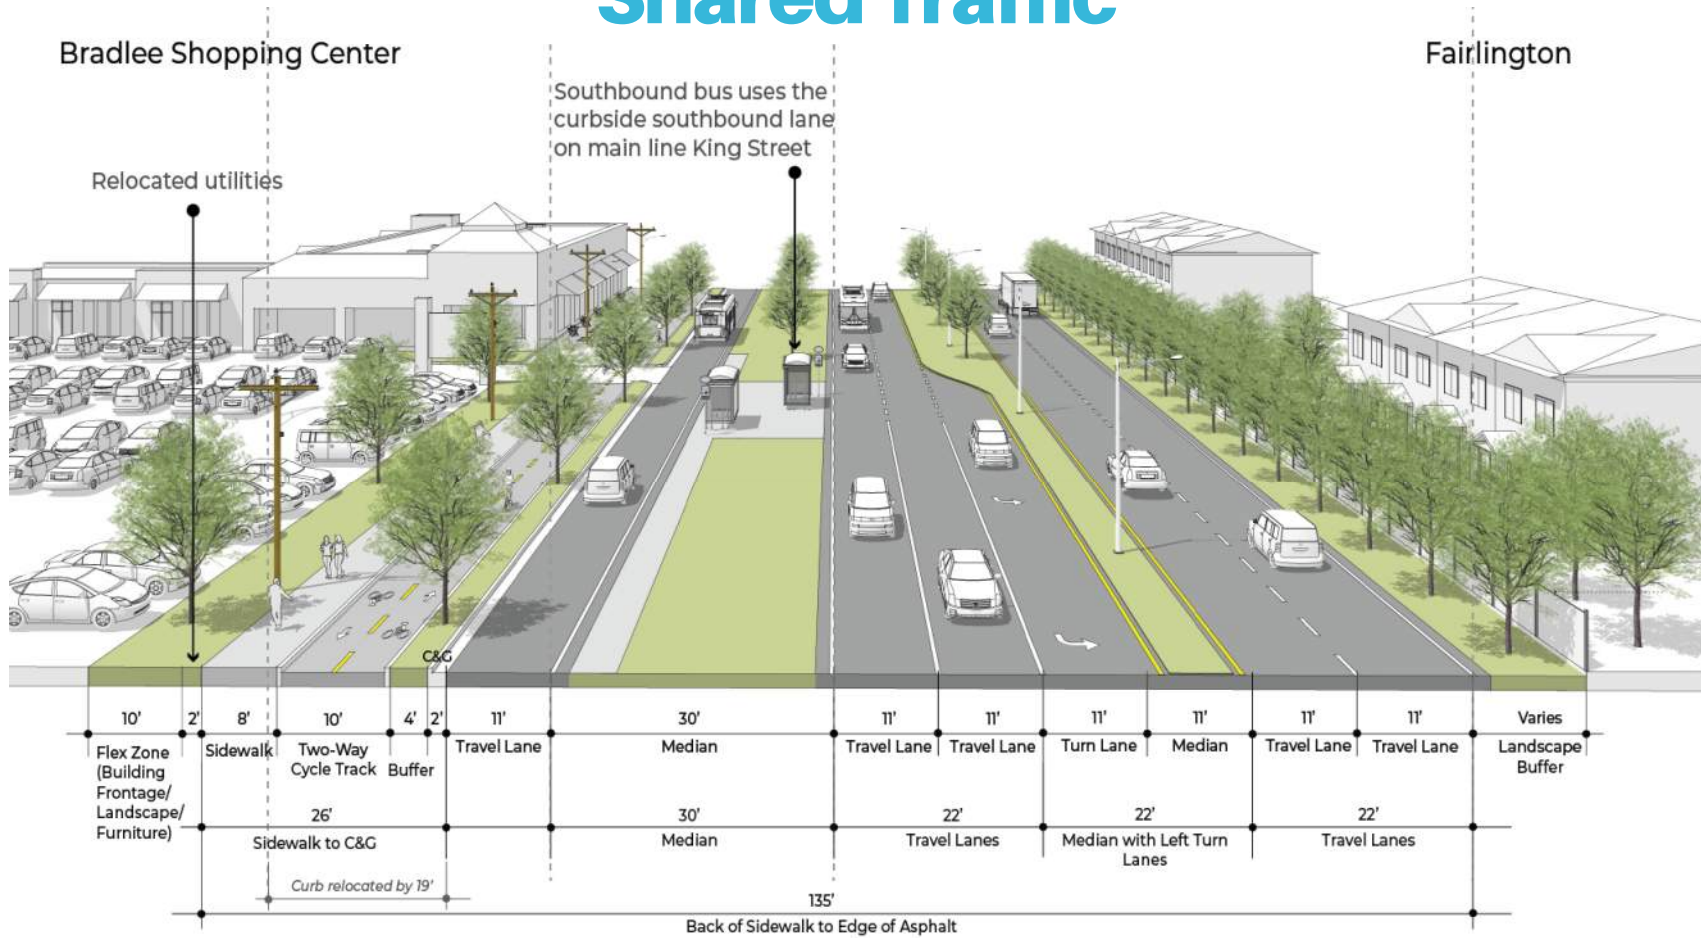 Shared Traffic
Bradlee Shopping Center
Fairlington
Southbound bus uses the
curbside southbound lane
on main line King Street
Relocated utilities
C&G
10'
2'
8'
10'
4'
2'
11'
30'
11'
11'
11'
11'
11'
11'
Varies
Flex Zone
(Building
Frontage/
Landscape/
Furniture)
Sidewalk
Two-Way
Cycle Track
Buffer
Travel Lane
Median
Travel Lane
Travel Lane
Turn Lane
Median
Travel Lane
Travel Lane
Landscape
Buffer
26'
Sidewalk to C&G
30'
Median
22'
Travel Lanes
22'
Median with Left Turn
Lanes
22'
Travel Lanes
Curb relocated by 19'
135'
Back of Sidewalk to Edge of Asphalt